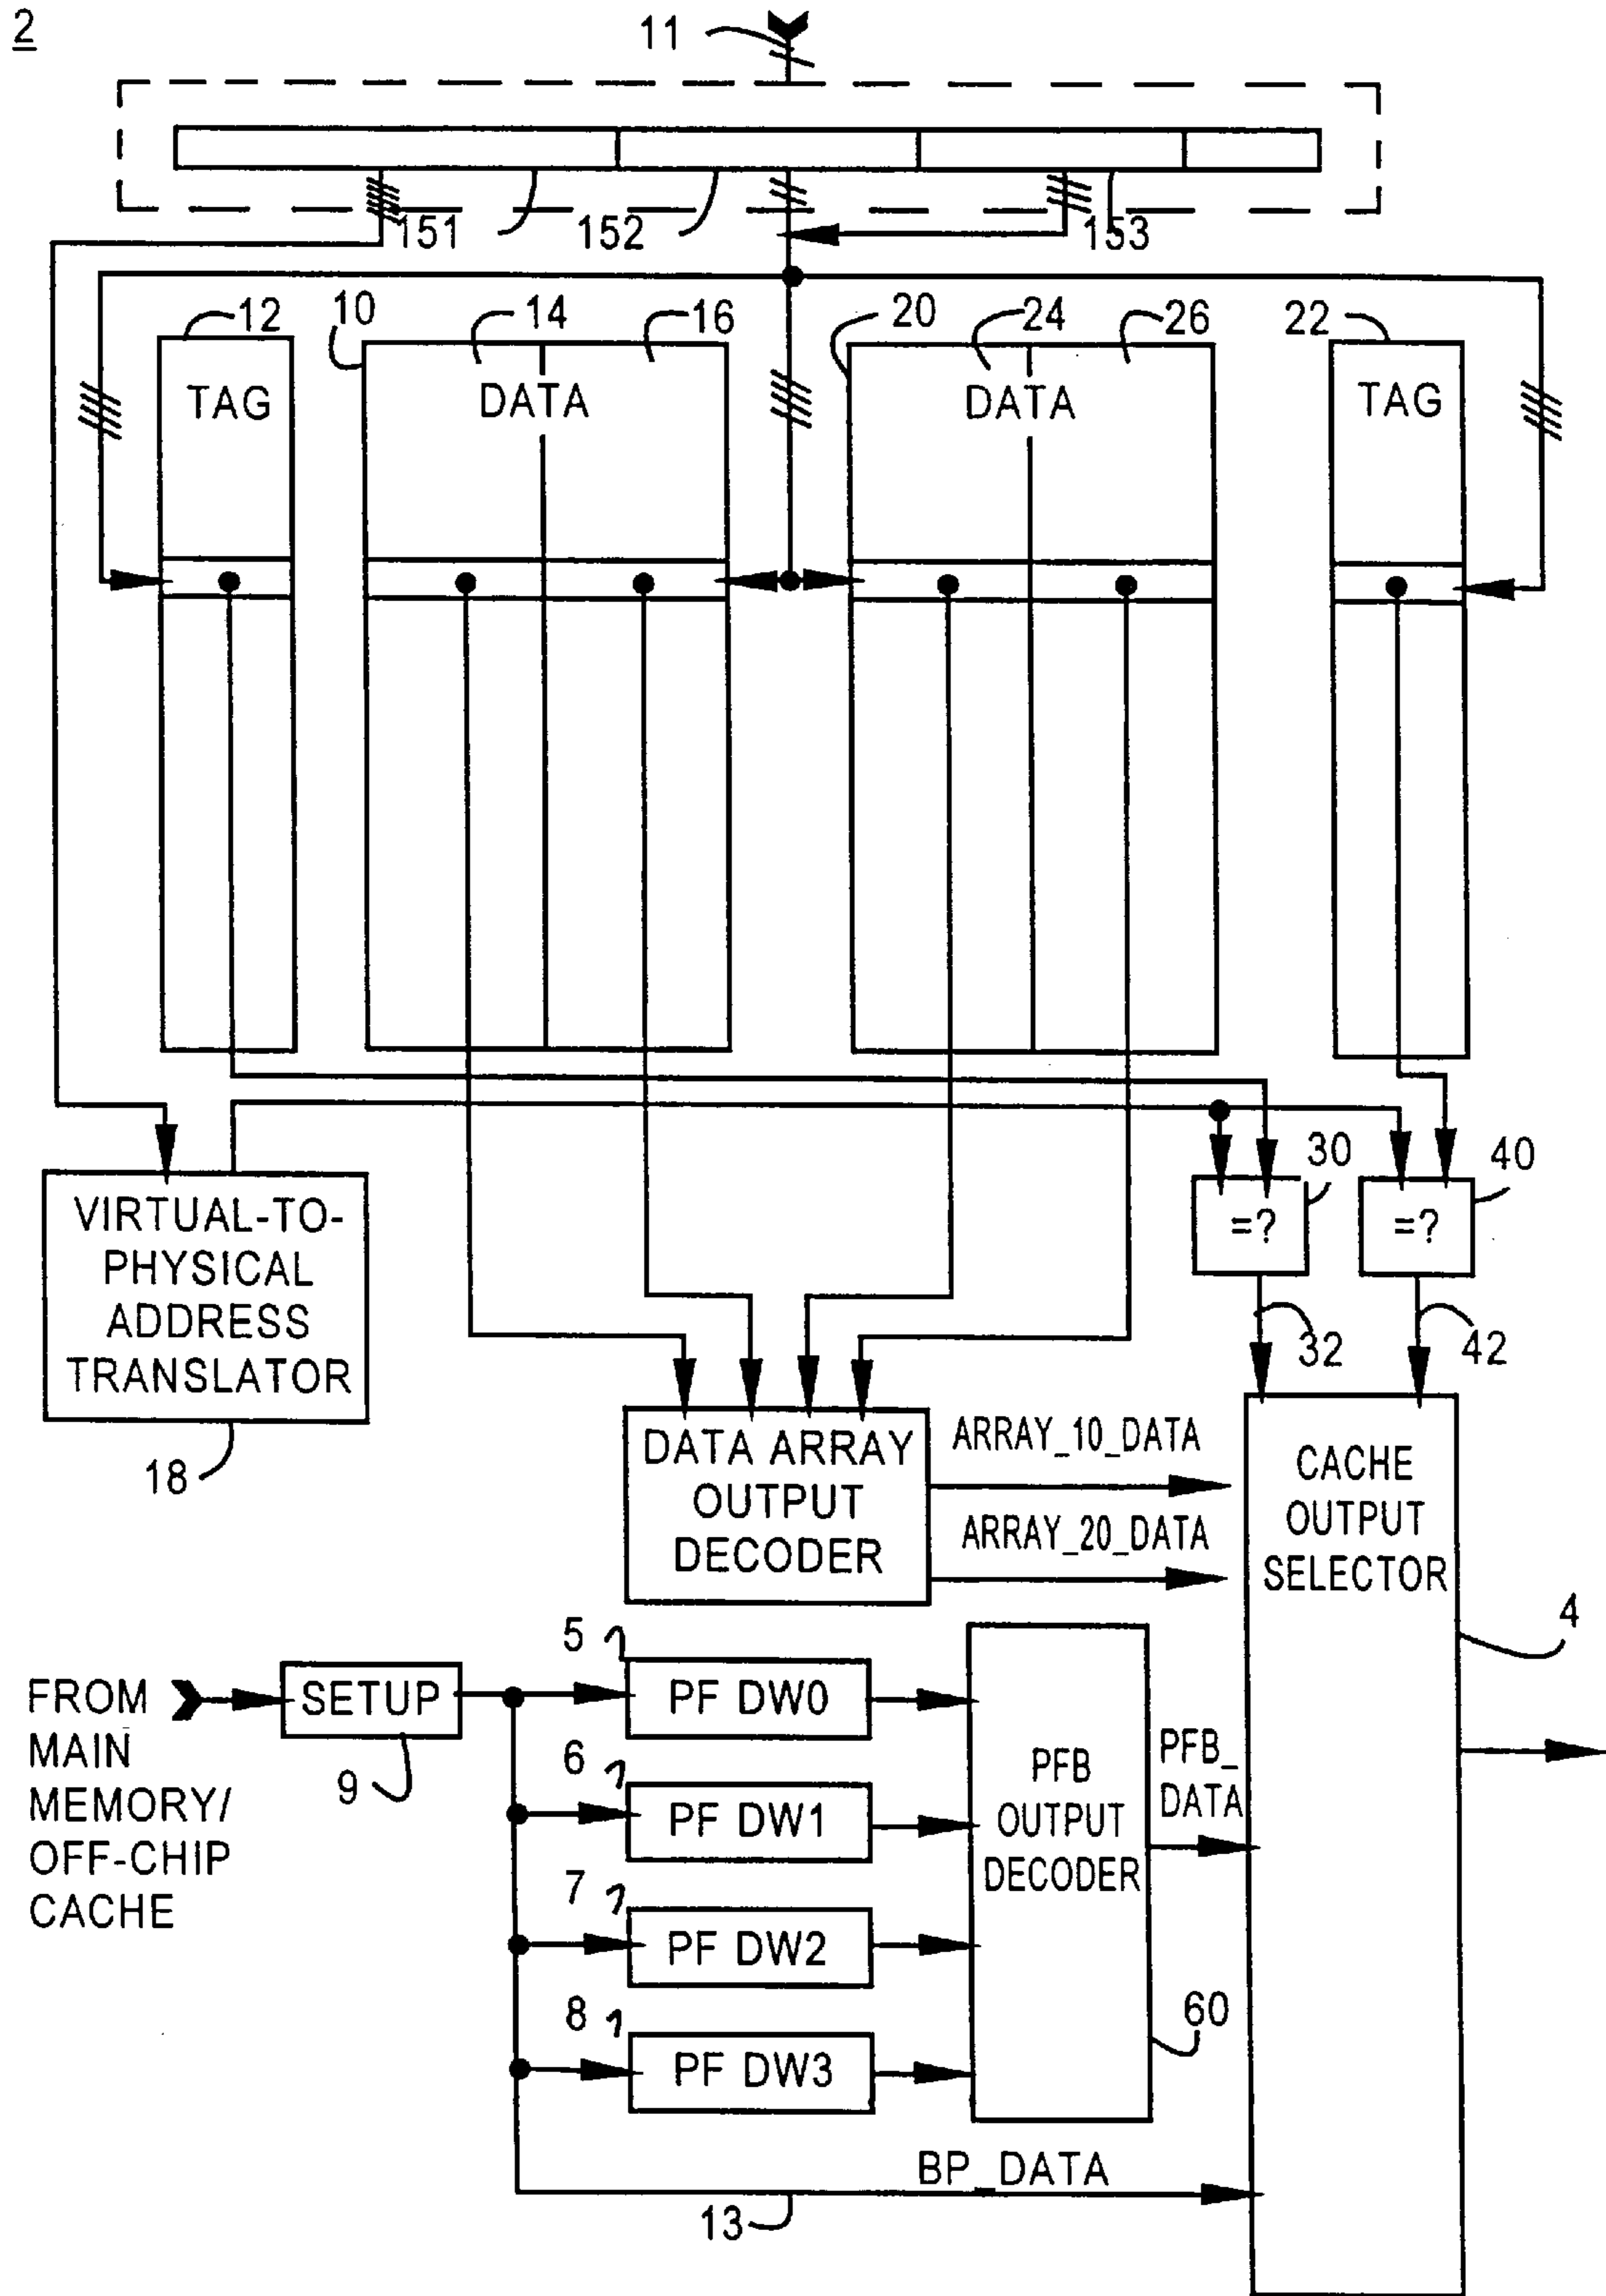 2
11
151
152
153
12
10
14
16
20
24
26
22
TAG
DATA
DATA
TAG
30
40
=?
=?
VIRTUAL-TO-
PHYSICAL
ADDRESS
TRANSLATOR
32
42
18
DATA ARRAY
OUTPUT
DECODER
ARRAY_10_DATA
ARRAY_20_DATA
CACHE
OUTPUT
SELECTOR
4
FROM
MAIN
MEMORY/
OFF-CHIP
CACHE
SETUP
9
5
PF DW0
6
PF DW1
7
PF DW2
8
PF DW3
PFB
OUTPUT
DECODER
PFB_
DATA
60
BP_DATA
13